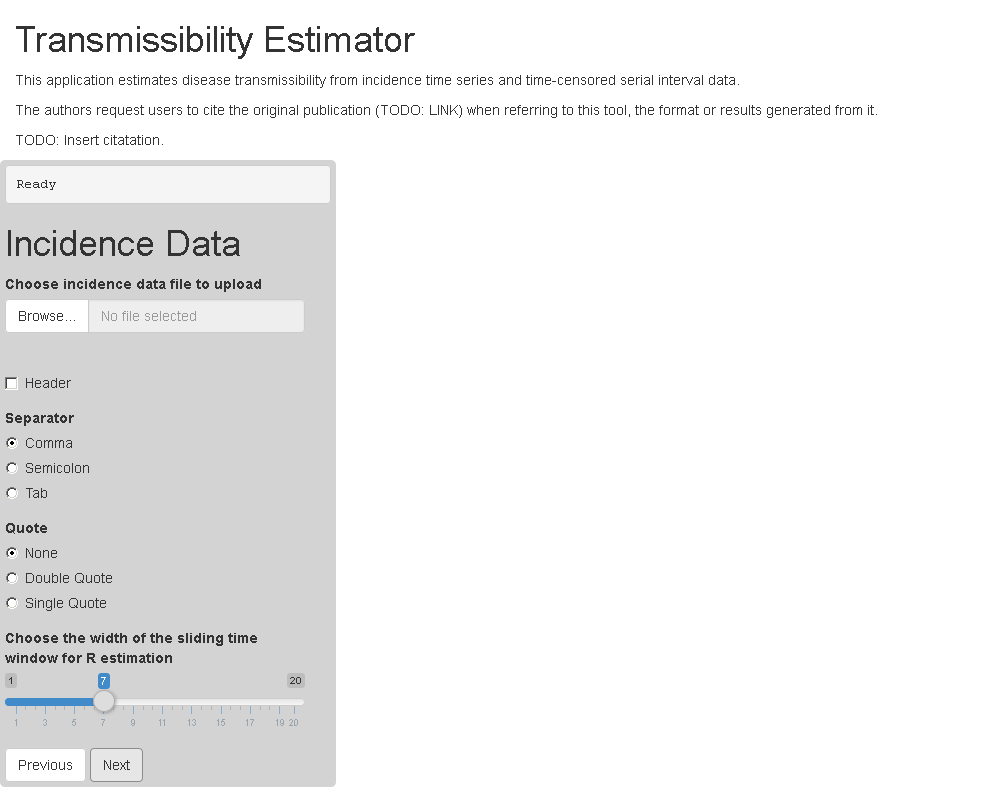 Transmissibility Estimator
This application estimates disease transmissibility from incidence time series and time-censored serial interval data.
The authors request users to cite the original publication (TODO: LINK) when referring to this tool, the format or results generated from it.
TODO: Insert citatation.
Ready
Incidence Data
Choose incidence data file to upload
Browse... No file selected
Header
Separator
Comma
Semicolon
Tab
Quote
None
Double Quote
Single Quote
Choose the width of the sliding time
window for R estimation
1 7 20
1 3 5 7 9 11 13 15 17 19 20
Previous Next